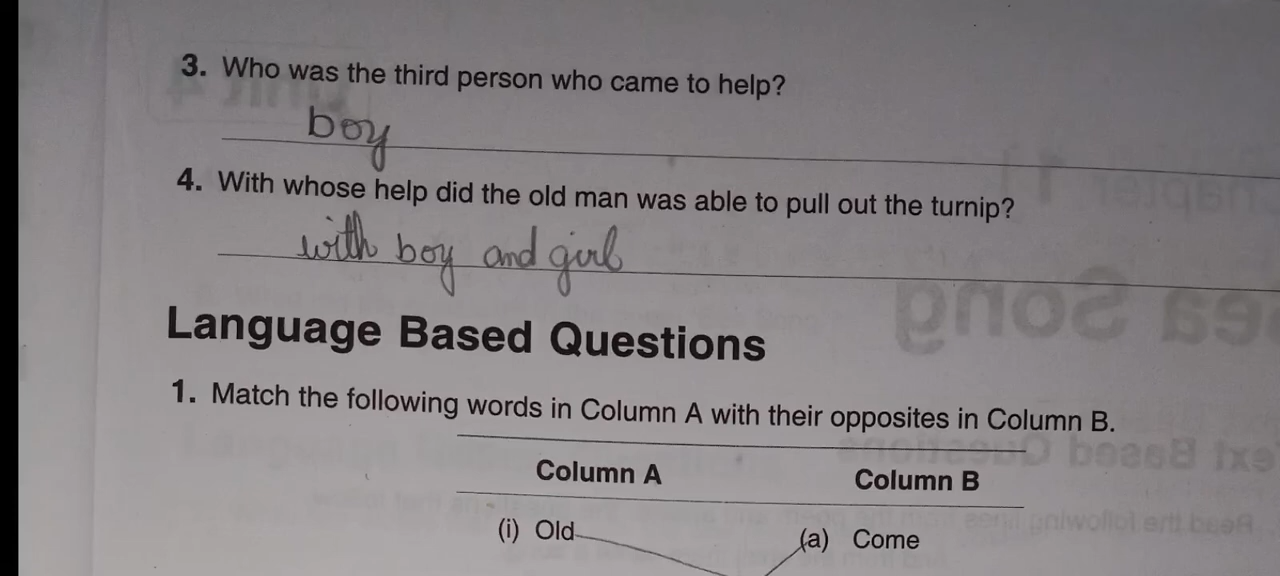 3. Who was the third person who came to help?
boy
4. With whose help did the old man was able to pull out the turnip?
with boy and girl
Language Based Questions
1. Match the following words in Column A with their opposites in Column B.
Column A Column B
(i) Old (a) Come